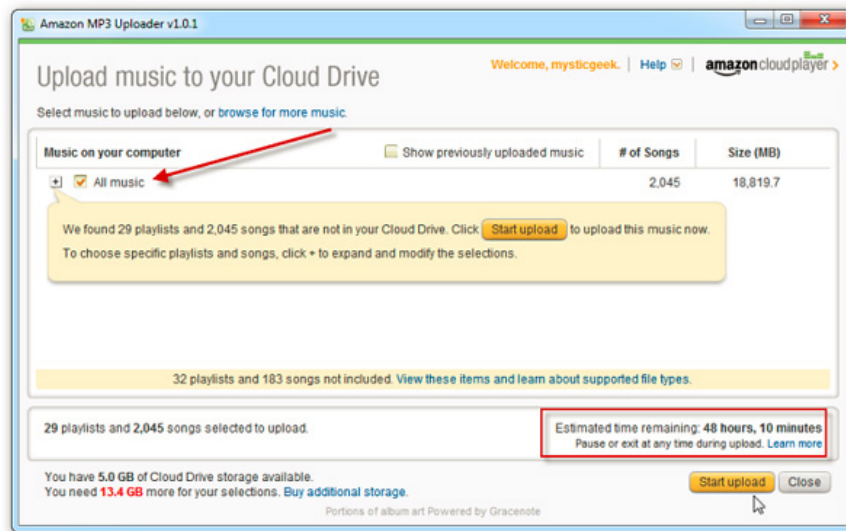 Amazon MP3 Uploader v1.0.1
Welcome, mysticgeek. | Help | amazon cloud player >
Upload music to your Cloud Drive
Select music to upload below, or browse for more music.
Music on your computer Show previously uploaded music # of Songs Size (MB)
+ All music 2,045 18,819.7
We found 29 playlists and 2,045 songs that are not in your Cloud Drive. Click Start upload to upload this music now.
To choose specific playlists and songs, click + to expand and modify the selections.
32 playlists and 183 songs not included. View these items and learn about supported file types.
29 playlists and 2,045 songs selected to upload. Estimated time remaining: 48 hours, 10 minutes
Pause or exit at any time during upload. Learn more
You have 5.0 GB of Cloud Drive storage available.
You need 13.4 GB more for your selections. Buy additional storage.
Start upload Close
Portions of album art Powered by Gracenote